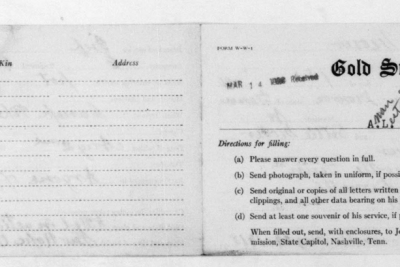 Kin Address
FORM W-W-1
MAR 14 Received
Gold S
A.L.
Directions for filling:
(a) Please answer every question in full.
(b) Send photograph, taken in uniform, if possi
(c) Send original or copies of all letters written
clippings, and all other data bearing on his
(d) Send at least one souvenir of his service, if p
When filled out, send, with enclosures, to Jo
mission, State Capitol, Nashville, Tenn.